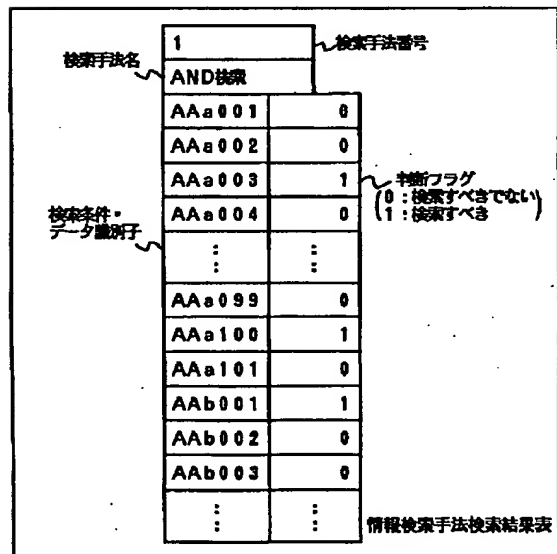 1
検索手法番号
検索手法名
AND検索
AAa001 0
AAa002 0
AAa003 1
判断フラグ
(0:検索すべきでない
1:検索すべき)
AAa004 0
検索条件・
データ識別子
⋮ ⋮
AAa099 0
AAa100 1
AAa101 0
AAb001 1
AAb002 0
AAb003 0
⋮ ⋮
情報検索手法検索結果表